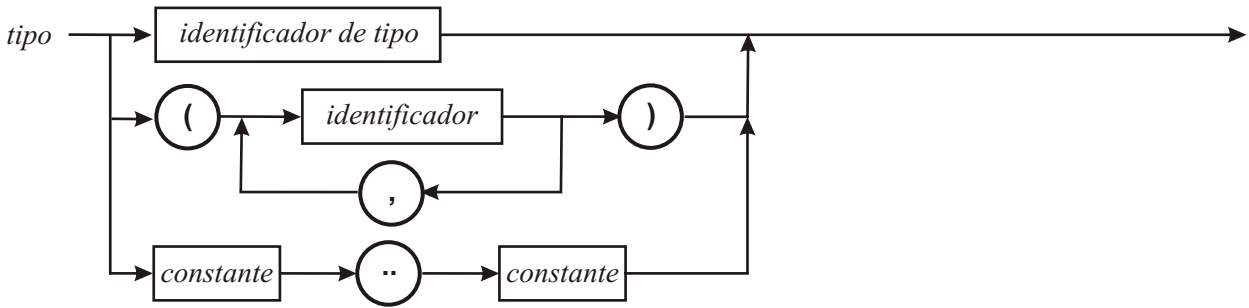 tipo identificador de tipo
( identificador )
,
constante .. constante